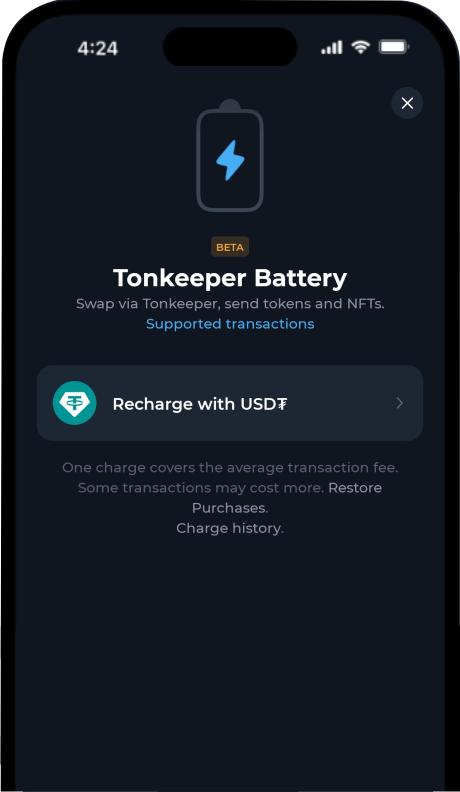 4:24
BETA
Tonkeeper Battery
Swap via Tonkeeper, send tokens and NFTs.
Supported transactions
Recharge with USD₮
One charge covers the average transaction fee.
Some transactions may cost more. Restore
Purchases.
Charge history.